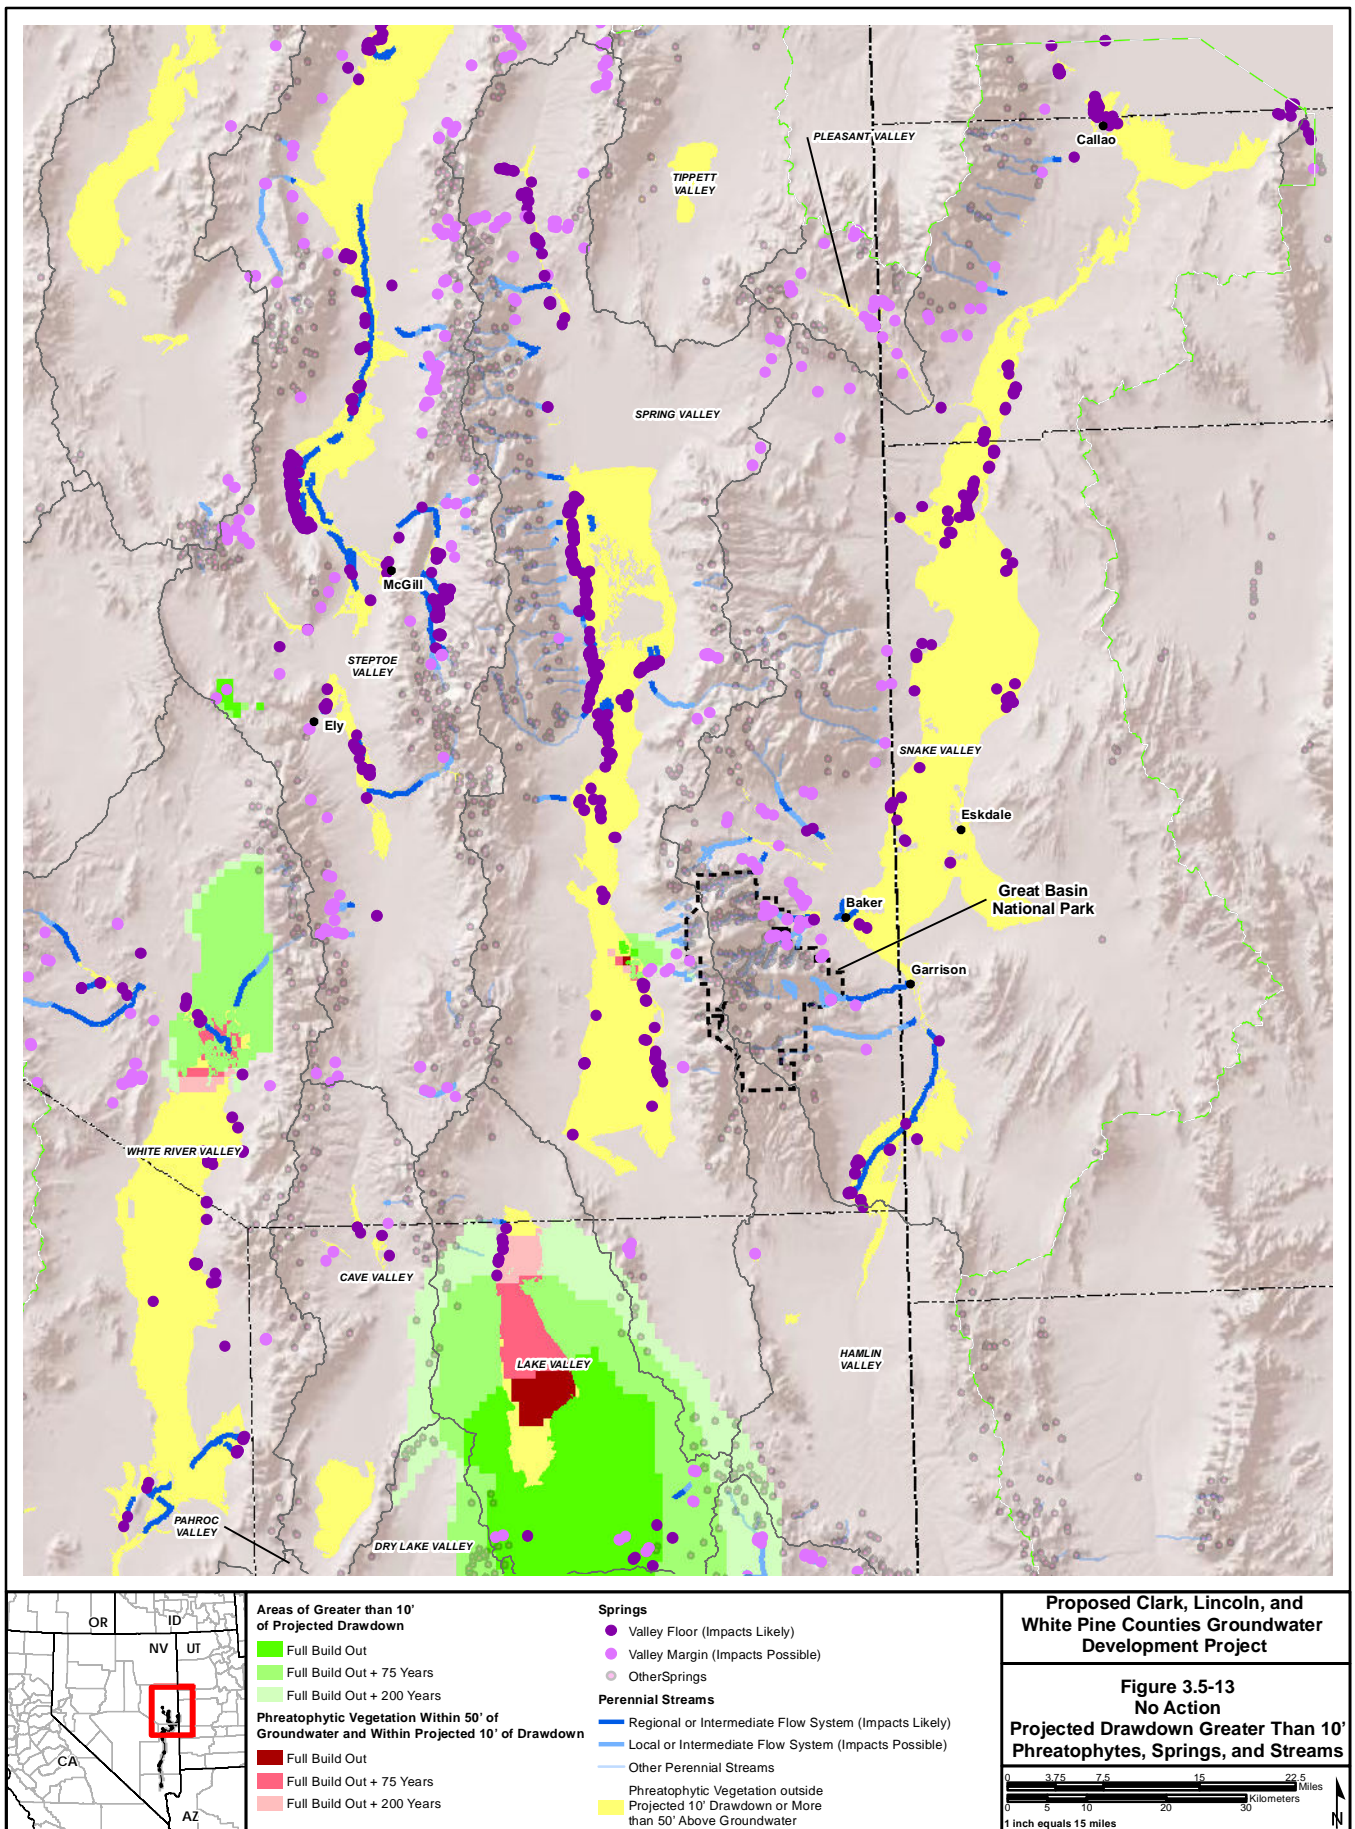 PLEASANT VALLEY
Callao
TIPPETT
VALLEY
SPRING VALLEY
McGill
STEPTOE
VALLEY
Ely
SNAKE VALLEY
Eskdale
Great Basin
National Park
Baker
Garrison
WHITE RIVER VALLEY
CAVE VALLEY
LAKE VALLEY
HAMLIN
VALLEY
PAHROC
VALLEY
DRY LAKE VALLEY
OR
ID
NV
UT
CA
AZ
Areas of Greater than 10'
of Projected Drawdown
Full Build Out
Full Build Out + 75 Years
Full Build Out + 200 Years
Phreatophytic Vegetation Within 50' of
Groundwater and Within Projected 10' of Drawdown
Full Build Out
Full Build Out + 75 Years
Full Build Out + 200 Years
Springs
Valley Floor (Impacts Likely)
Valley Margin (Impacts Possible)
OtherSprings
Perennial Streams
Regional or Intermediate Flow System (Impacts Likely)
Local or Intermediate Flow System (Impacts Possible)
Other Perennial Streams
Phreatophytic Vegetation outside
Projected 10' Drawdown or More
than 50' Above Groundwater
Proposed Clark, Lincoln, and
White Pine Counties Groundwater
Development Project
Figure 3.5-13
No Action
Projected Drawdown Greater Than 10'
Phreatophytes, Springs, and Streams
0 3.75 7.5 15 22.5
Miles
Kilometers
0 5 10 20 30
1 inch equals 15 miles
N